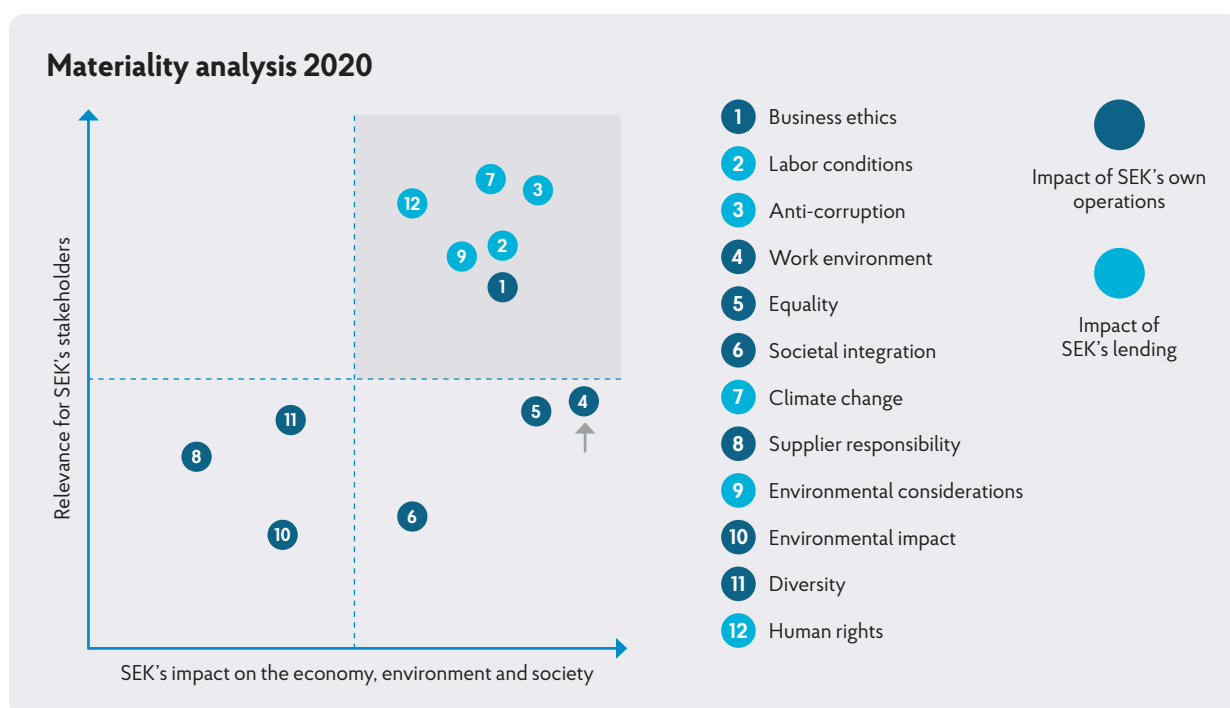 Materiality analysis 2020
Relevance for SEK’s stakeholders
7
3
12
2
9
1
4
5
11
8
6
10
SEK’s impact on the economy, environment and society
1 Business ethics
2 Labor conditions
3 Anti-corruption
4 Work environment
5 Equality
6 Societal integration
7 Climate change
8 Supplier responsibility
9 Environmental considerations
10 Environmental impact
11 Diversity
12 Human rights
Impact of SEK’s own
operations
Impact of
SEK’s lending